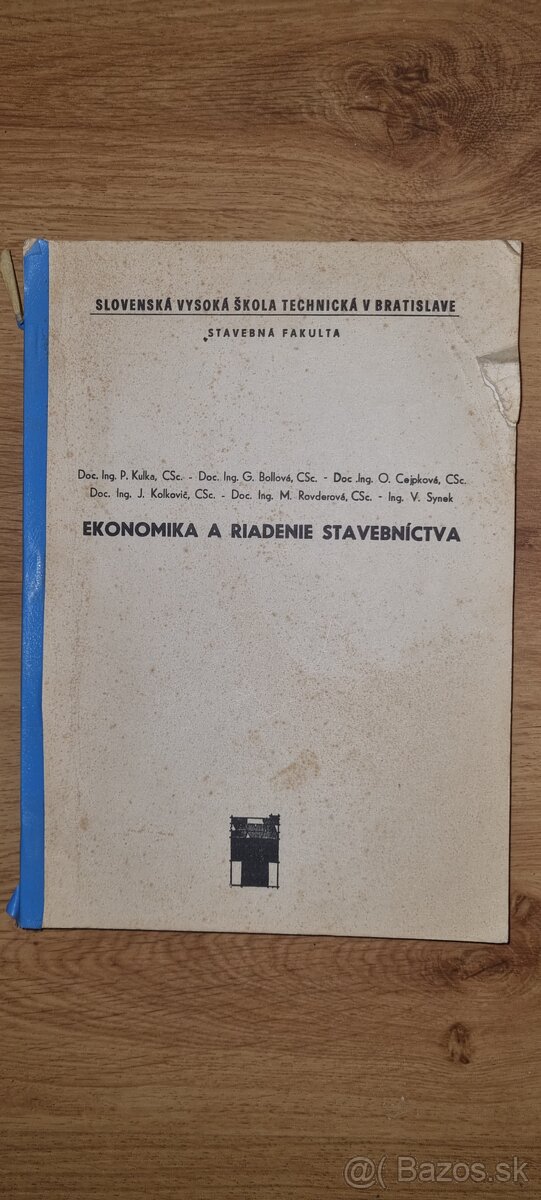 SLOVENSKÁ VYSOKÁ ŠKOLA TECHNICKÁ V BRATISLAVE
STAVEBNÁ FAKULTA
Doc. Ing. P. Kulka, CSc. - Doc. Ing. G. Bollová, CSc. - Doc .Ing. O. Cejpková, CSc.
Doc. Ing. J. Kolkovič, CSc. - Doc. Ing. M. Ravderová, CSc. - Ing. V. Synek
EKONOMIKA A RIADENIE STAVEBNÍCTVA
@( Bazos.sk